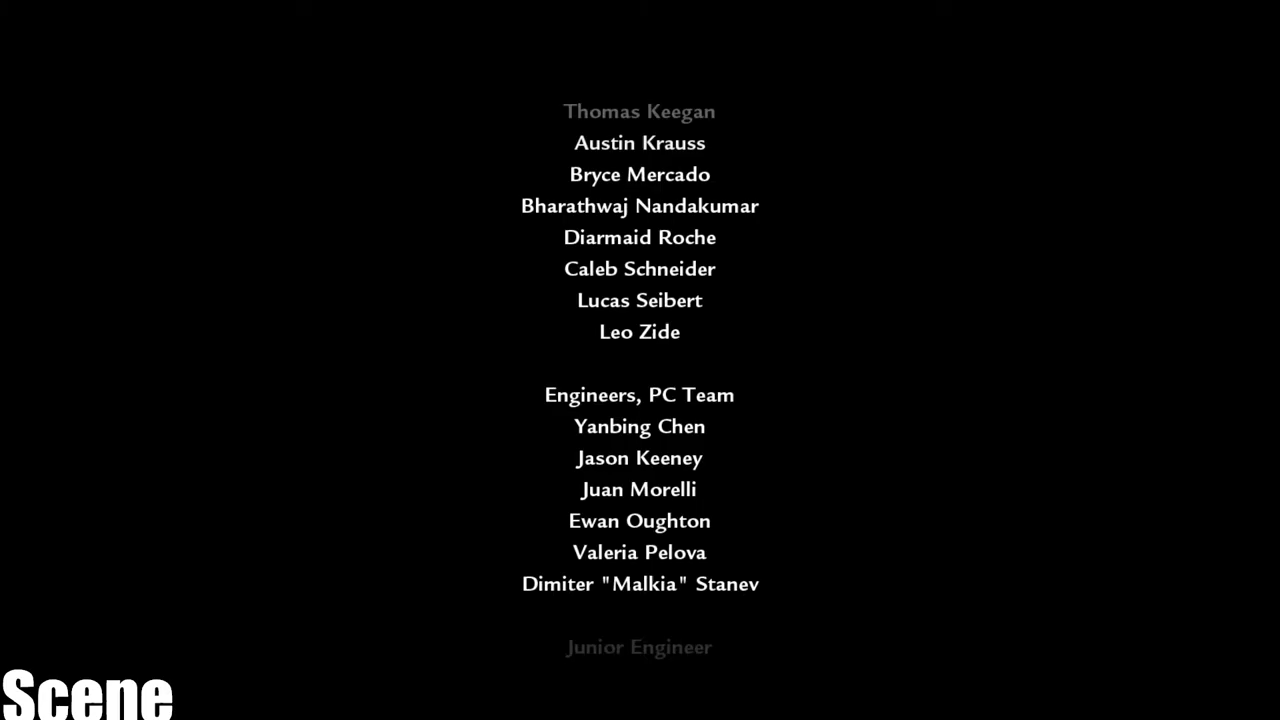 Thomas Keegan
Austin Krauss
Bryce Mercado
Bharathwaj Nandakumar
Diarmaid Roche
Caleb Schneider
Lucas Seibert
Leo Zide
Engineers, PC Team
Yanbing Chen
Jason Keeney
Juan Morelli
Ewan Oughton
Valeria Pelova
Dimiter "Malkia" Stanev
Junior Engineer
Scene